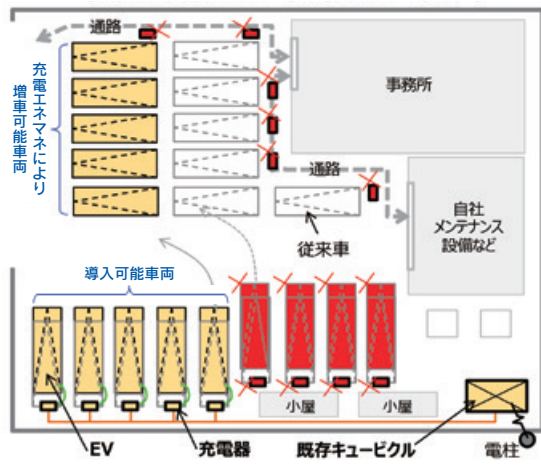 通路
充電エネマネにより
増車可能車両
事務所
通路
自社
メンテナンス
設備など
従来車
導入可能車両
小屋
小屋
EV
充電器
既存キュービクル
電柱